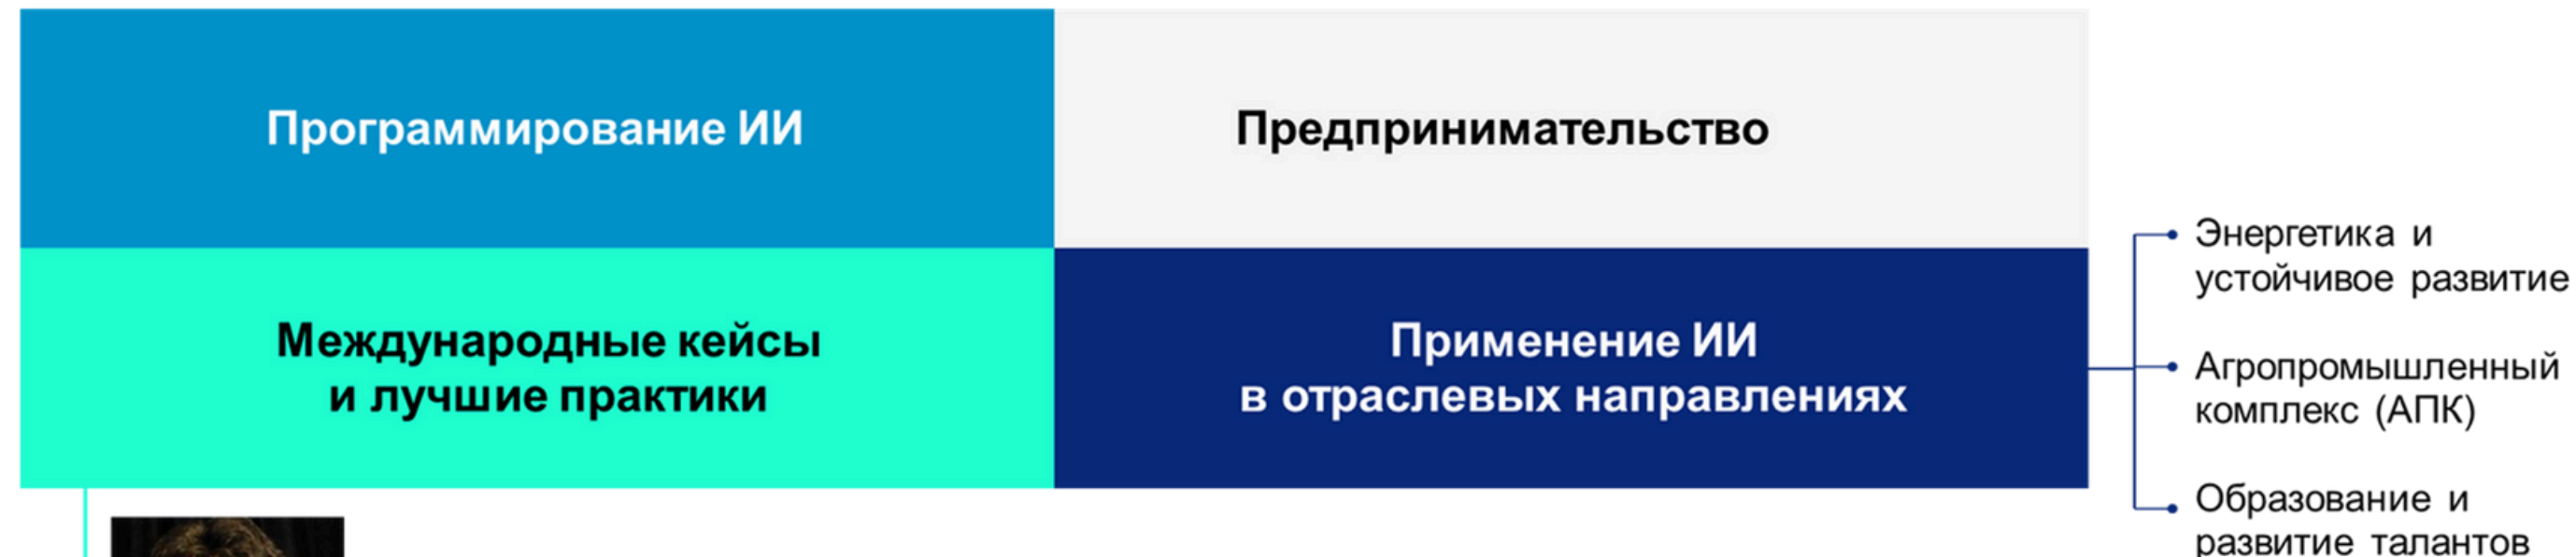 Программирование ИИ
Предпринимательство
Международные кейсы
и лучшие практики
Применение ИИ
в отраслевых направлениях
Энергетика и
устойчивое развитие
Агропромышленный
комплекс (АПК)
Образование и
развитие талантов